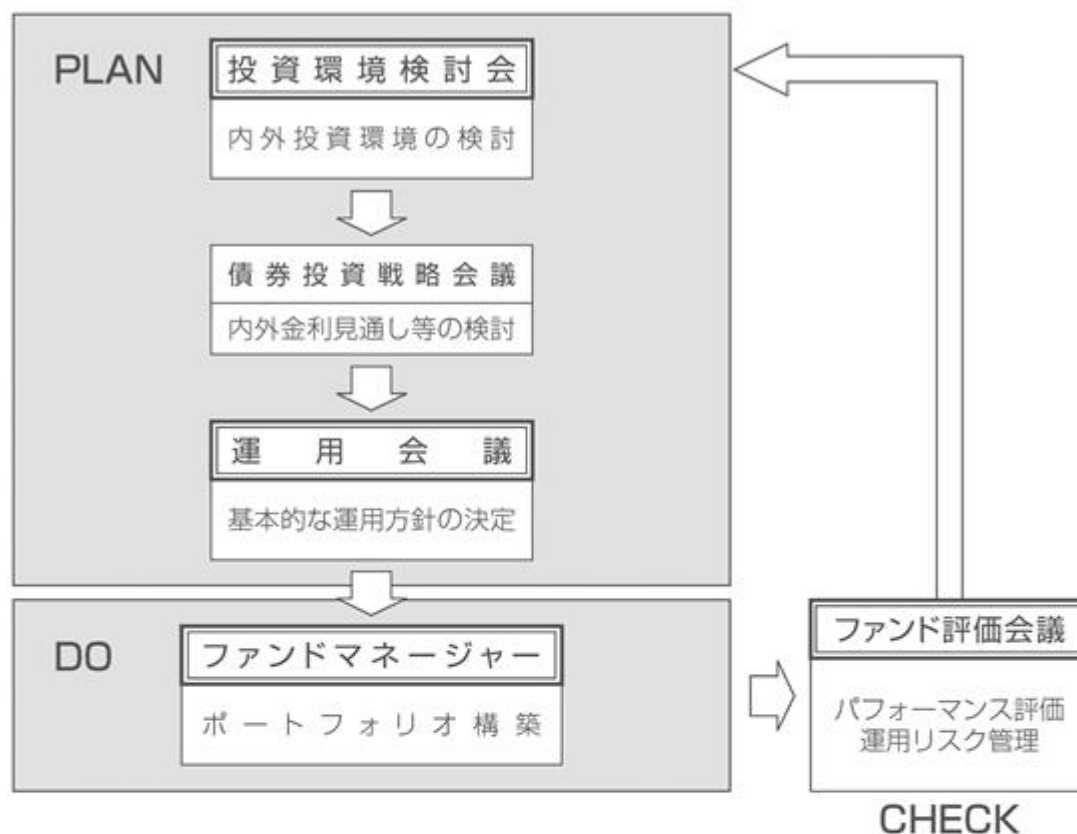 PLAN
投資環境検討会
内外投資環境の検討
債券投資戦略会議
内外金利見通し等の検討
運用会議
基本的な運用方針の決定
DO
ファンドマネージャー
ポートフォリオ構築
ファンド評価会議
パフォーマンス評価
運用リスク管理
CHECK